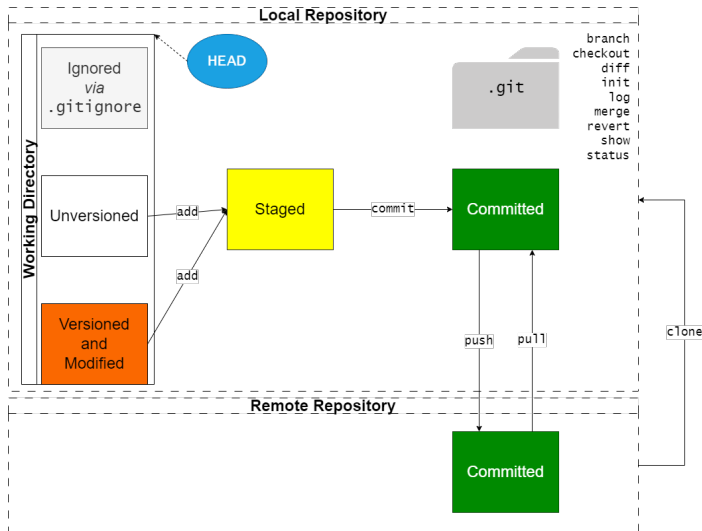 Local Repository
HEAD
Ignored
via
.gitignore
.git
branch
checkout
diff
init
log
merge
revert
show
status
Working Directory
Unversioned
add
Staged
commit
Committed
add
Versioned
and
Modified
push
pull
clone
Remote Repository
Committed